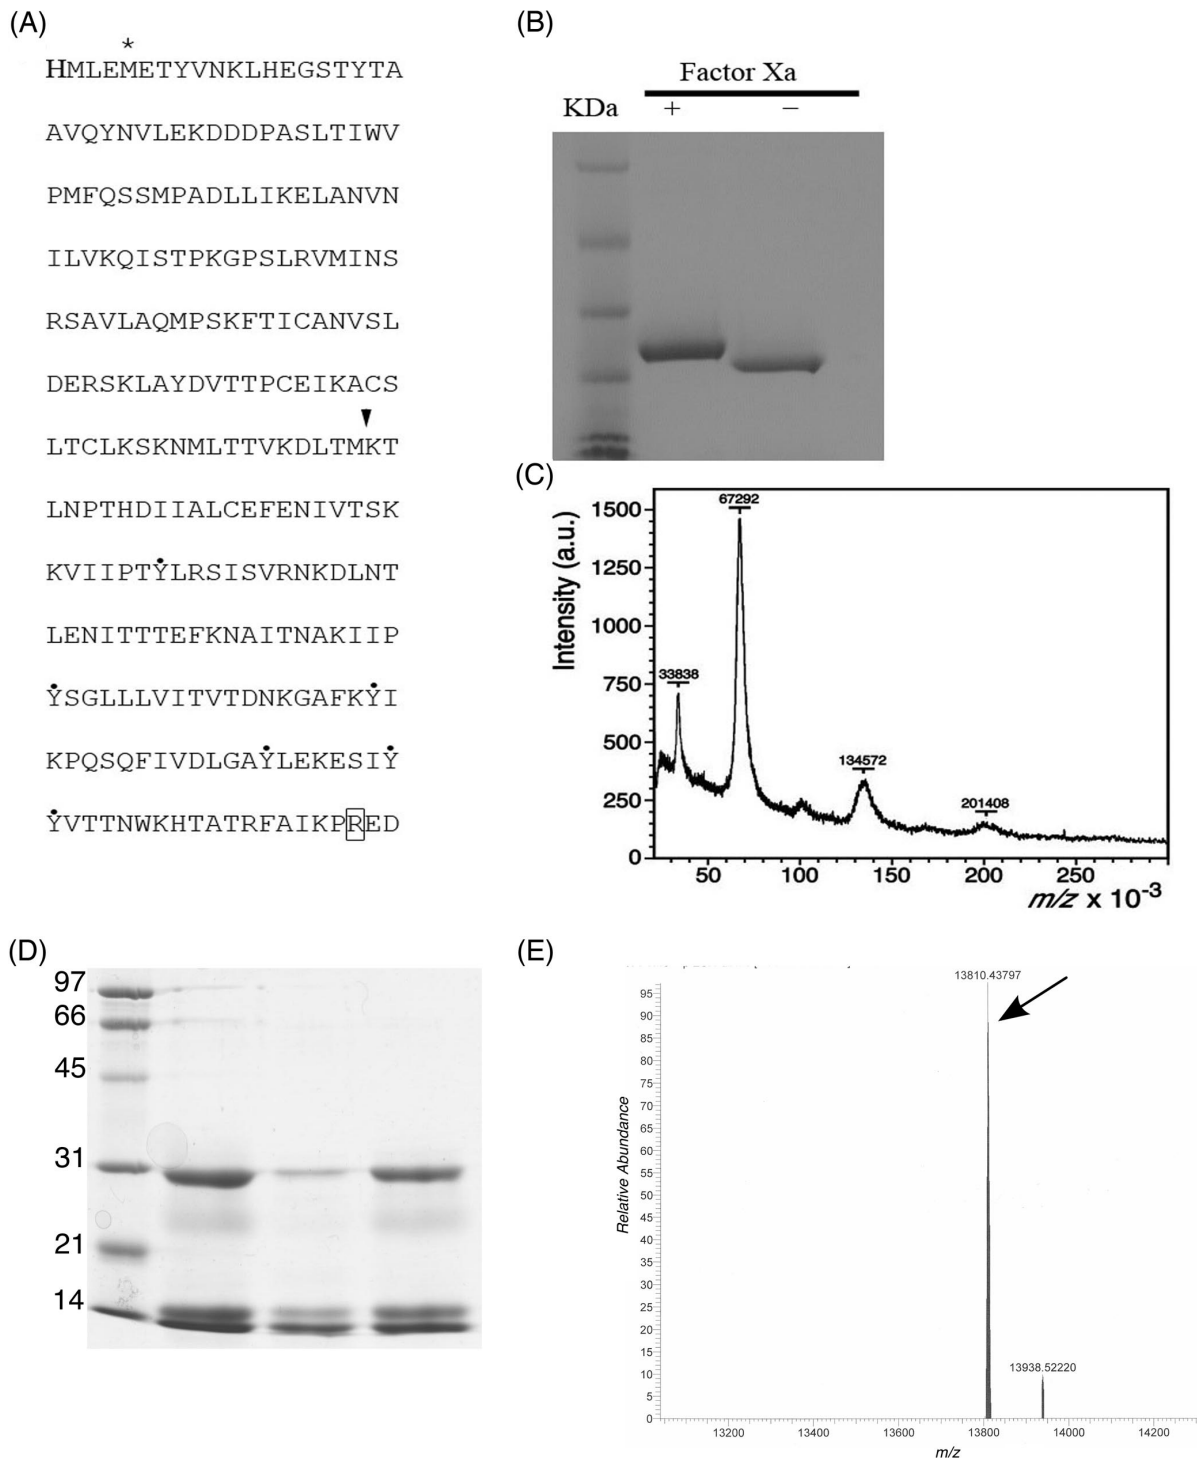 (A)
*
HMLEMETYVNKLHEGSTYTA
AVQYNVLEKDDDPASLTIWV
PMFQSSMPADLLIKELANVN
ILVKQISTPKGPSLRVMINS
RSAVLAQMPSKFTICANVSL
DERSKLAYDVTTPCEIKACS
LTCLKSKNMLTTVKDLTMKT
LNPTHDIIALCEFENIVTSK
KVIIPTYLRSISVRNKDLNT
LENITTTEFKNAITNAKIIP
YSGLLLVITVTDNKGAFKYI
KPQSQFIVDLGAYLEKESIY
YVTTNWKHTATRFAIKPRED
(B)
Factor Xa
KDa + −
(C)
Intensity (a.u.)
1500
1250
1000
750
500
250
0
67292
33838
134572
201408
50 100 150 200 250
m/z x 10-3
(D)
97
66
45
31
21
14
(E)
13810.43797
13938.52220
Relative Abundance
95
90
85
80
75
70
65
60
55
50
45
40
35
30
25
20
15
10
5
0
13200 13400 13600 13800 14000 14200
m/z